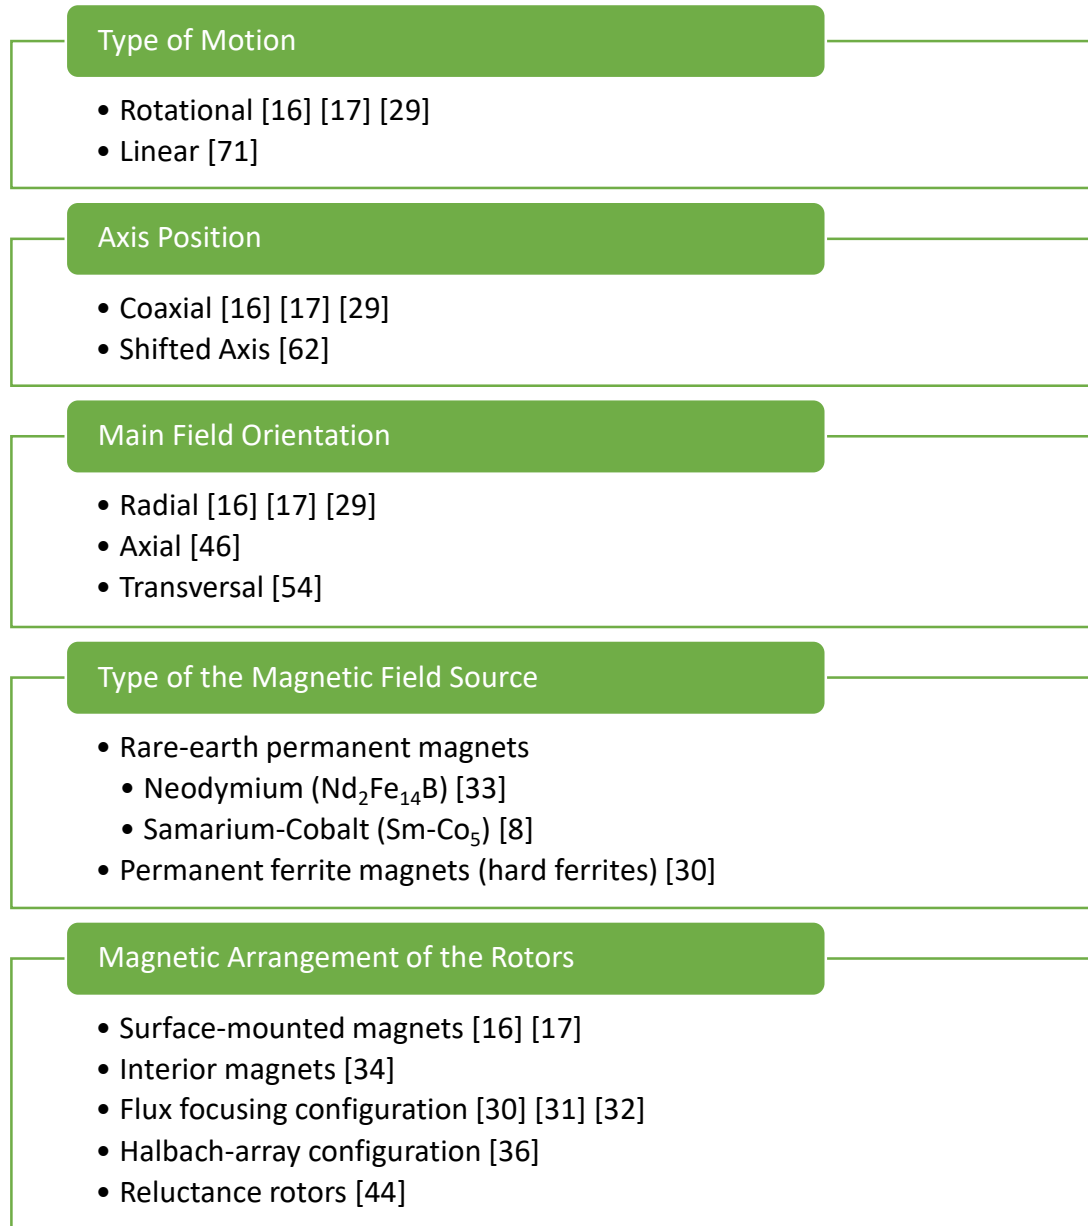 Type of Motion
• Rotational [16] [17] [29]
• Linear [71]
Axis Position
• Coaxial [16] [17] [29]
• Shifted Axis [62]
Main Field Orientation
• Radial [16] [17] [29]
• Axial [46]
• Transversal [54]
Type of the Magnetic Field Source
• Rare-earth permanent magnets
• Neodymium (Nd₂Fe₁₄B) [33]
• Samarium-Cobalt (Sm-Co₅) [8]
• Permanent ferrite magnets (hard ferrites) [30]
Magnetic Arrangement of the Rotors
• Surface-mounted magnets [16] [17]
• Interior magnets [34]
• Flux focusing configuration [30] [31] [32]
• Halbach-array configuration [36]
• Reluctance rotors [44]